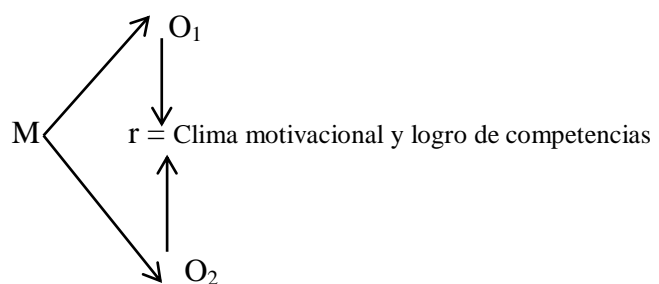 O₁
M r = Clima motivacional y logro de competencias
O₂